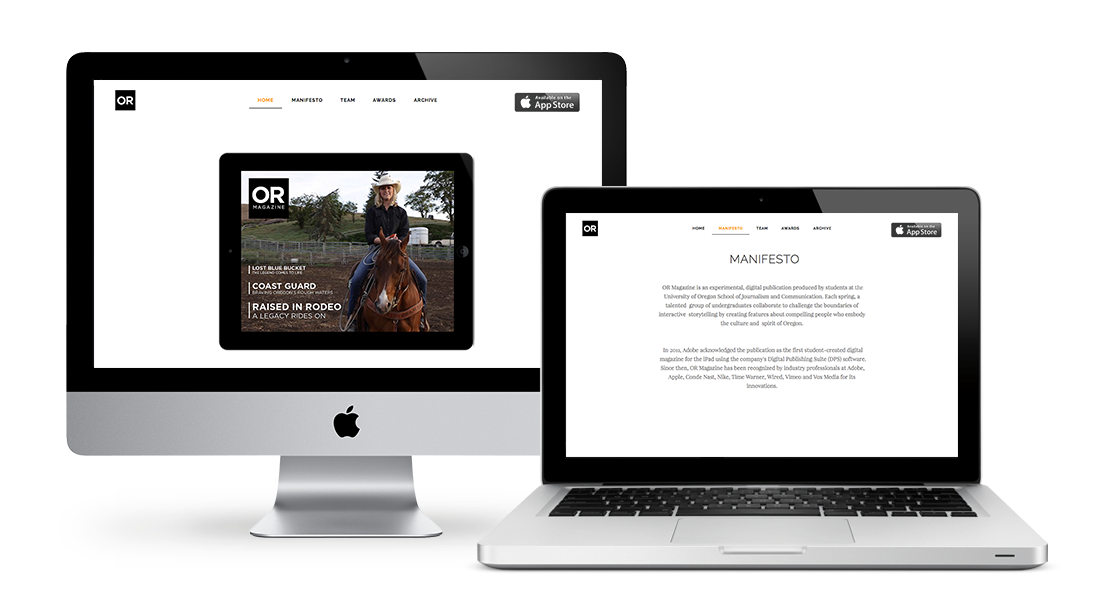 OR
HOME MANIFESTO TEAM AWARDS ARCHIVE
Available on the
App Store
OR
MAGAZINE
LOST BLUE BUCKET
THE LEGEND COMES TO LIFE
COAST GUARD
BRAVING OREGON'S ROUGH WATERS
RAISED IN RODEO
A LEGACY RIDES ON
OR
HOME MANIFESTO TEAM AWARDS ARCHIVE
Available on the
App Store
MANIFESTO
OR Magazine is an experimental, digital publication produced by students at the
University of Oregon School of Journalism and Communication. Each spring, a
talented group of undergraduates collaborate to challenge the boundaries of
interactive storytelling by creating features about compelling people who embody
the culture and spirit of Oregon.
In 2011, Adobe acknowledged the publication as the first student-created digital
magazine for the iPad using the company's Digital Publishing Suite (DPS) software.
Since then, OR Magazine has been recognized by industry professionals at Adobe,
Apple, Conde Nast, Nike, Time Warner, Wired, Vimeo and Vox Media for its
innovations.